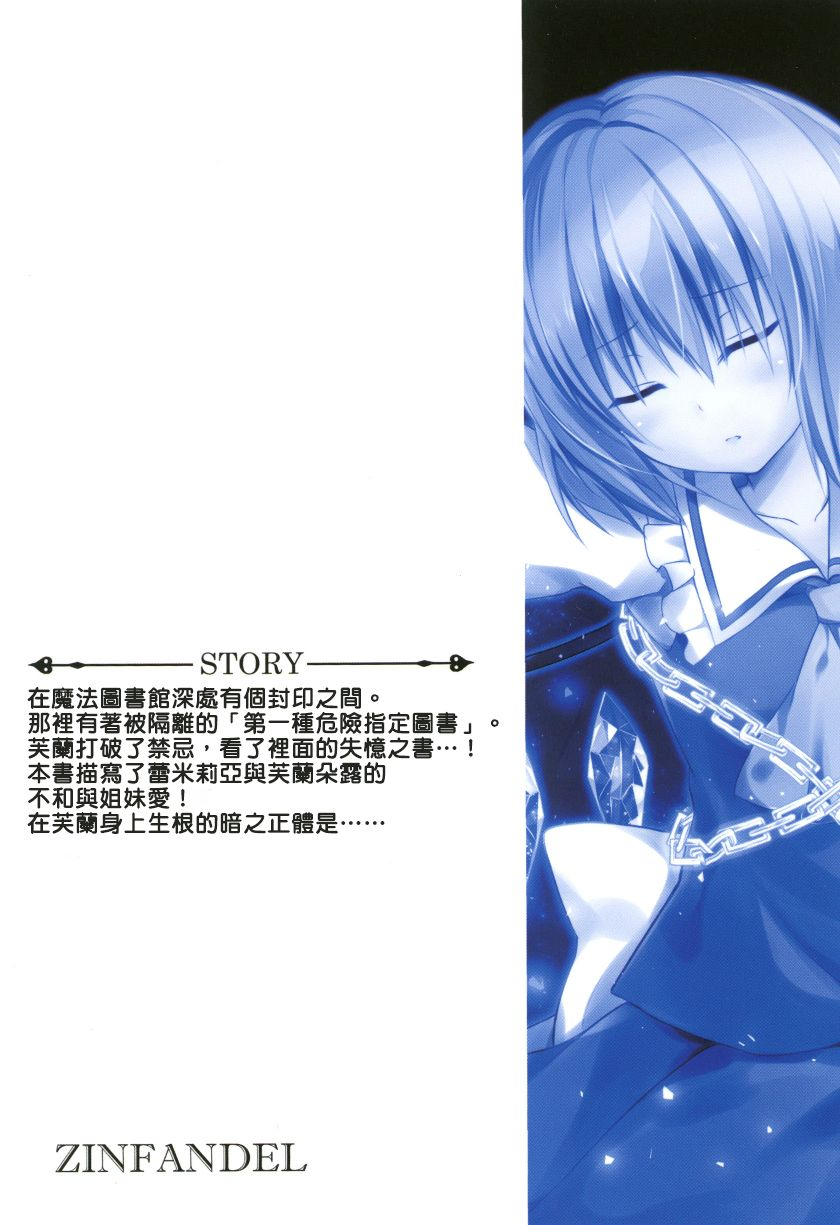 STORY
在魔法圖書館深處有個封印之間。
那裡有著被隔離的「第一種危險指定圖書」。
芙蘭打破了禁忌，看了裡面的失憶之書…！
本書描寫了蕾米莉亞與芙蘭朵露的
不和與姐妹愛！
在芙蘭身上生根的暗之正體是……
ZINFANDEL